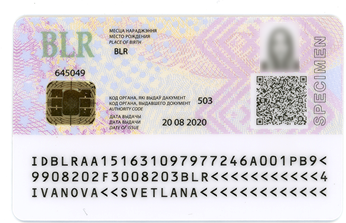 МЕСЦА НАРАДЖЭННЯ
МЕСТО РОЖДЕНИЯ
PLACE OF BIRTH
BLR
BLR
645049
КОД ОРГАНА, ЯКІ ВЫДАЎ ДАКУМЕНТ
КОД ОРГАНА, ВЫДАВШЕГО ДОКУМЕНТ
AUTHORITY CODE
503
ДАТА ВЫДАЧЫ
ДАТА ВЫДАЧИ
DATE OF ISSUE
20 08 2020
SPECIMEN
IDBLRAA151631097977246A001PB9<
9908202F3008203BLR<<<<<<<<<<<4
IVANOVA<<SVETLANA<<<<<<<<<<<<<